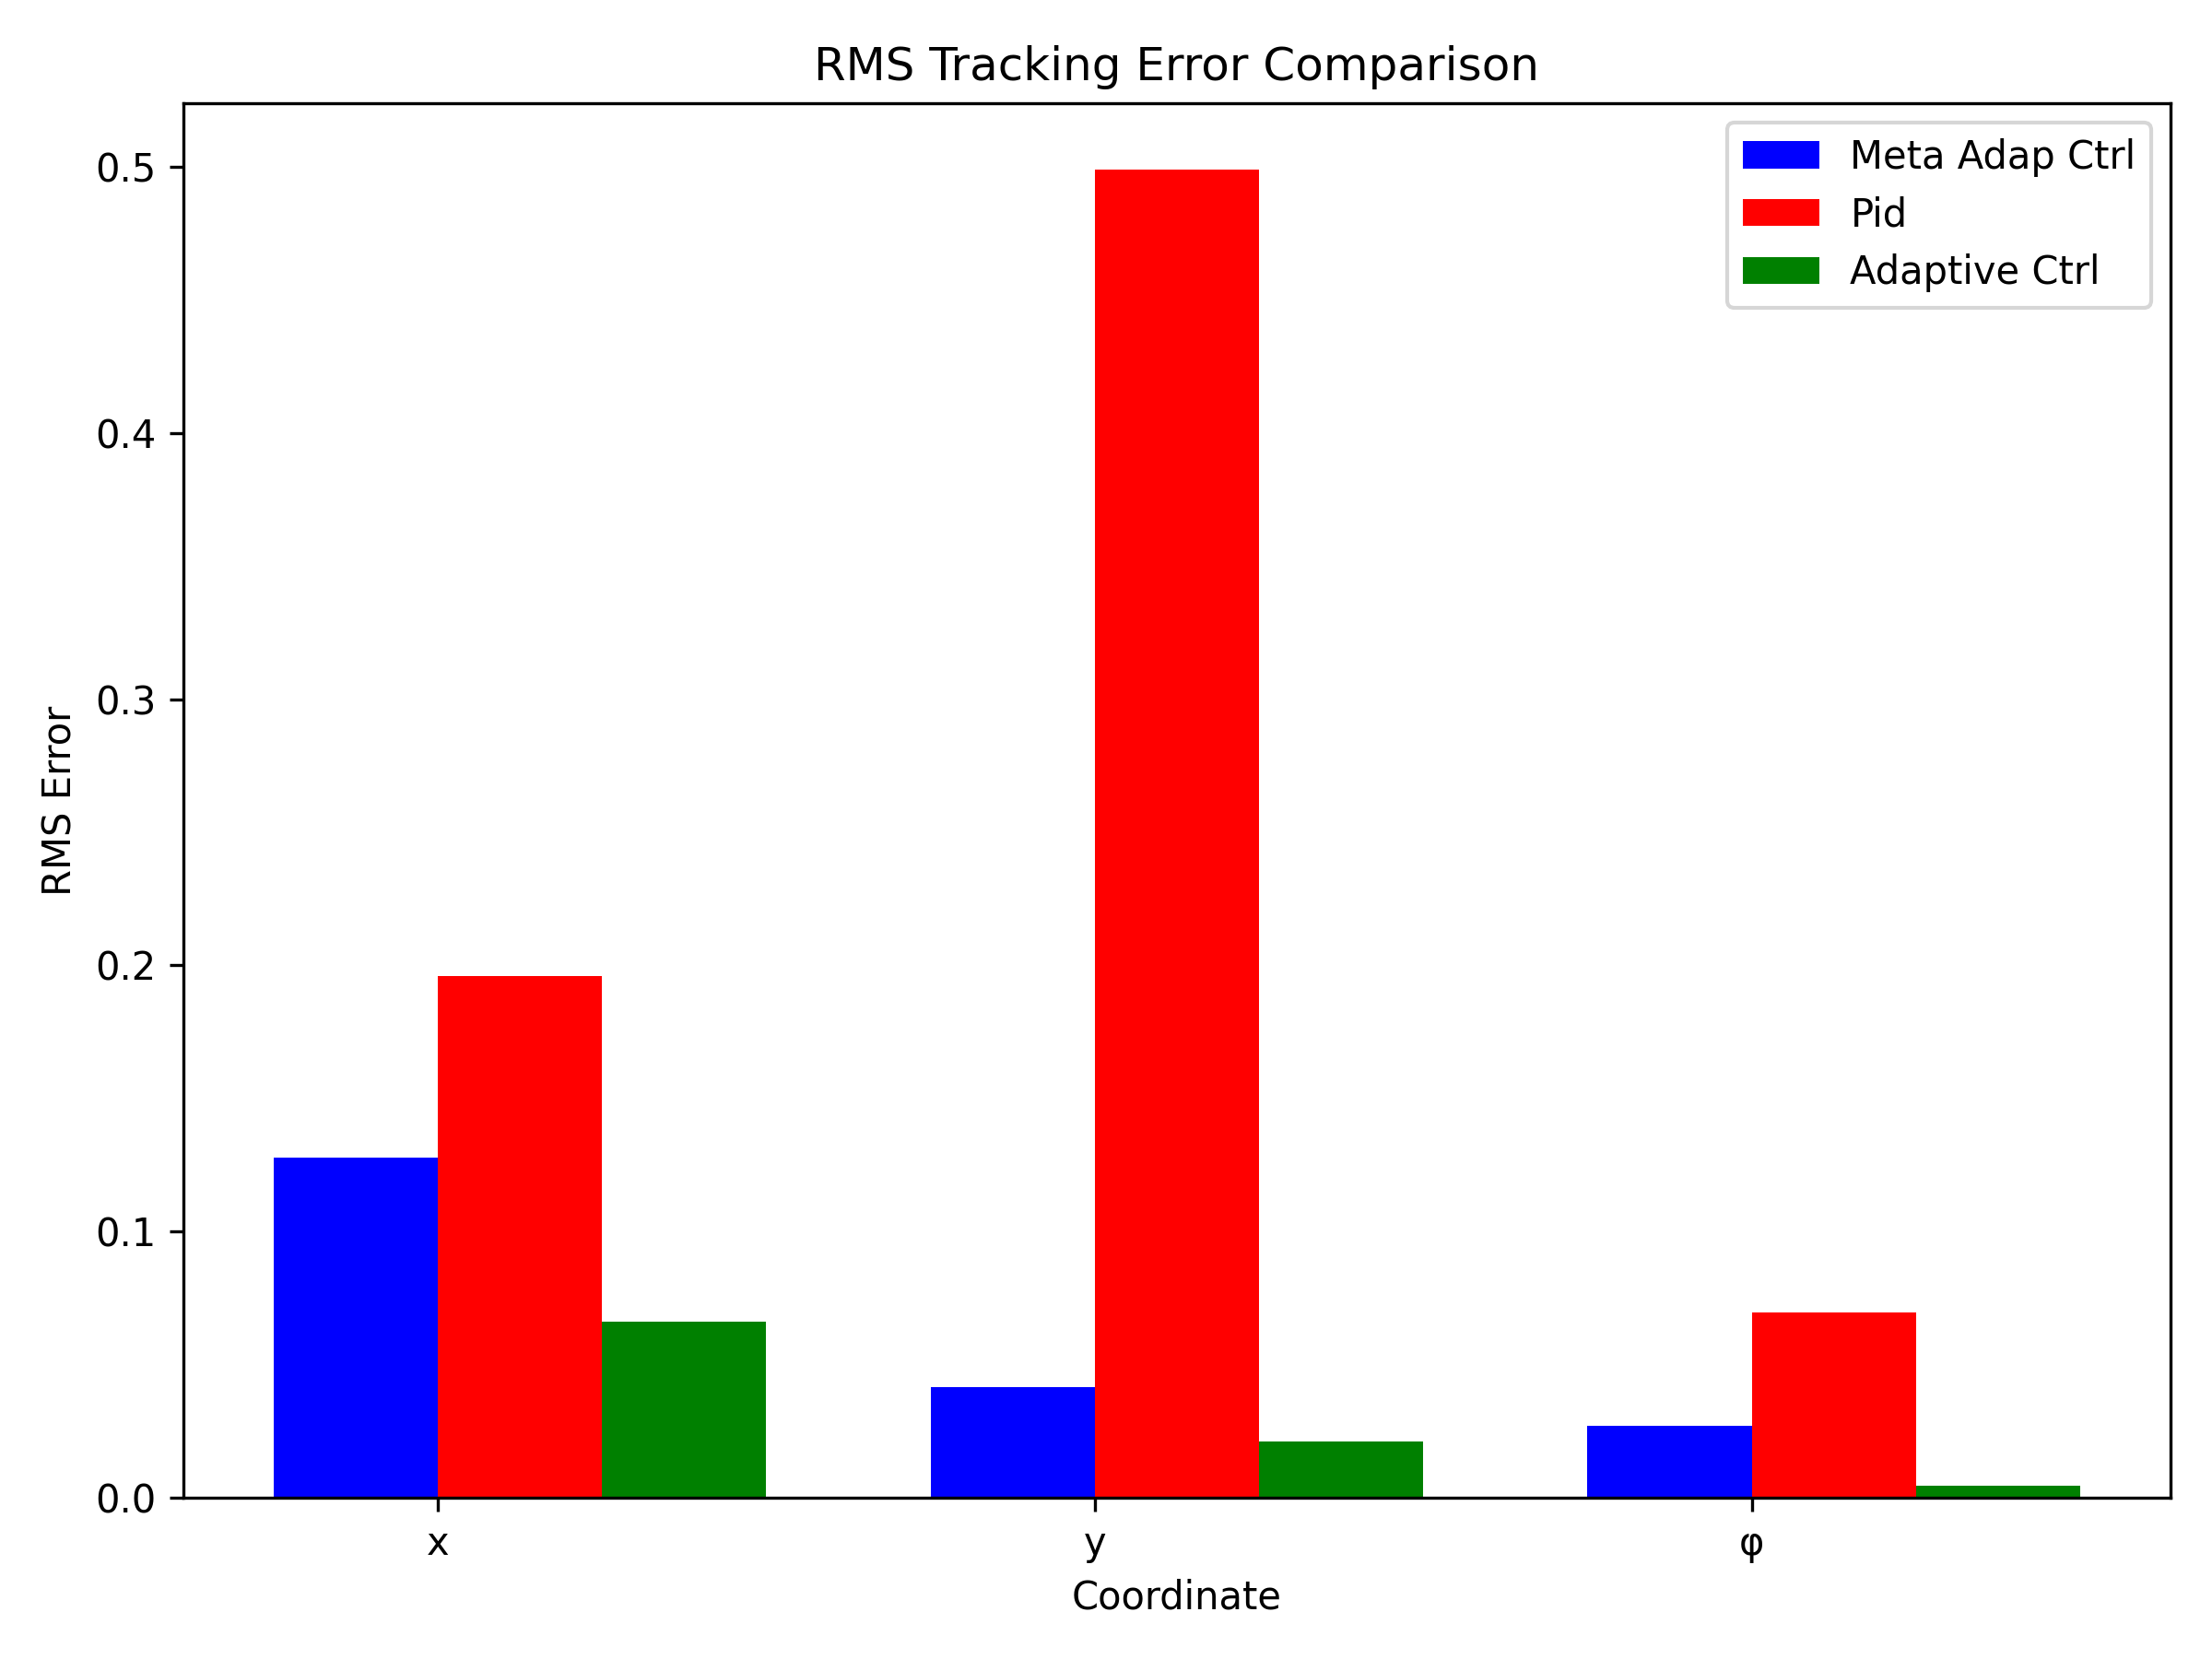 RMS Tracking Error Comparison
Meta Adap Ctrl
Pid
Adaptive Ctrl
RMS Error
0.5
0.4
0.3
0.2
0.1
0.0
x
y
φ
Coordinate